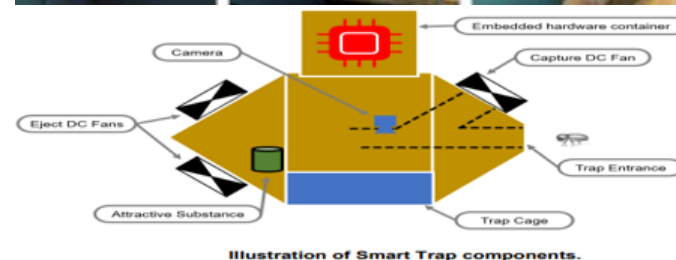 Embedded hardware container
Camera
Capture DC Fan
Eject DC Fans
Trap Entrance
Attractive Substance
Trap Cage
Illustration of Smart Trap components.